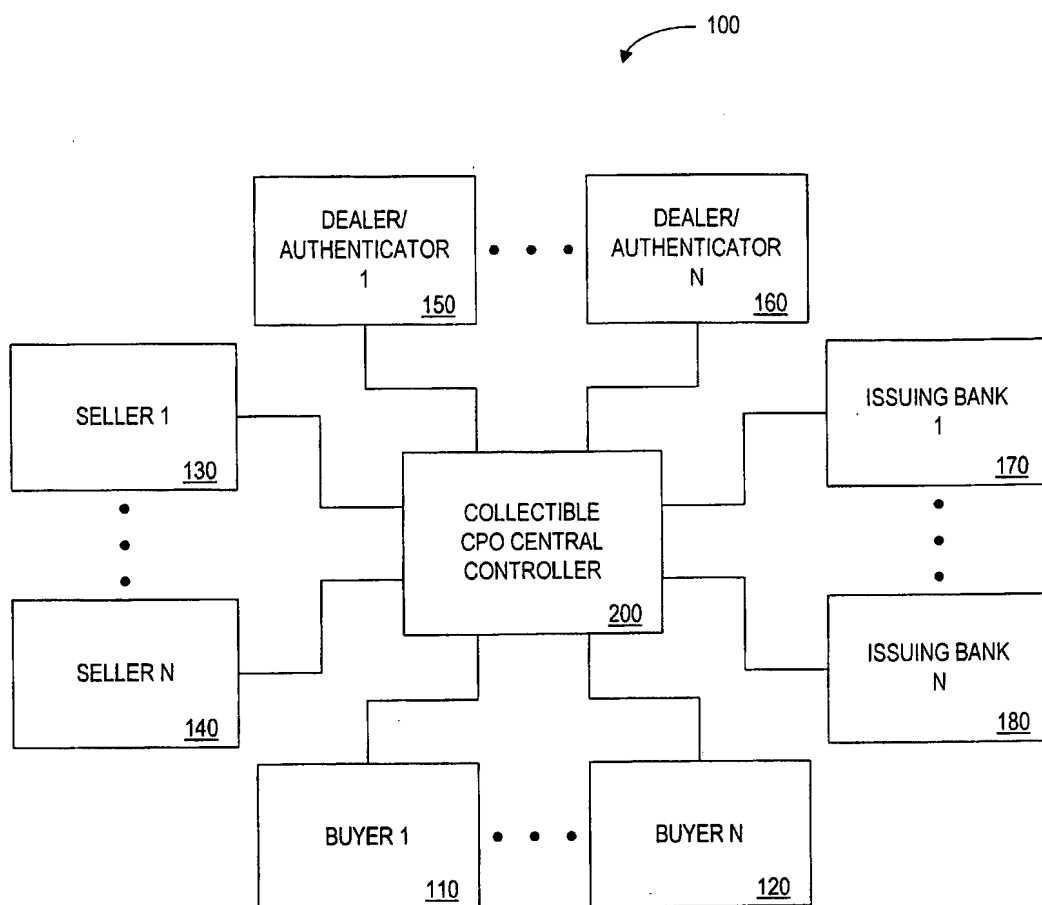 100
DEALER/
AUTHENTICATOR
1
150
DEALER/
AUTHENTICATOR
N
160
SELLER 1
130
ISSUING BANK
1
170
COLLECTIBLE
CPO CENTRAL
CONTROLLER
200
SELLER N
140
ISSUING BANK
N
180
BUYER 1
110
BUYER N
120